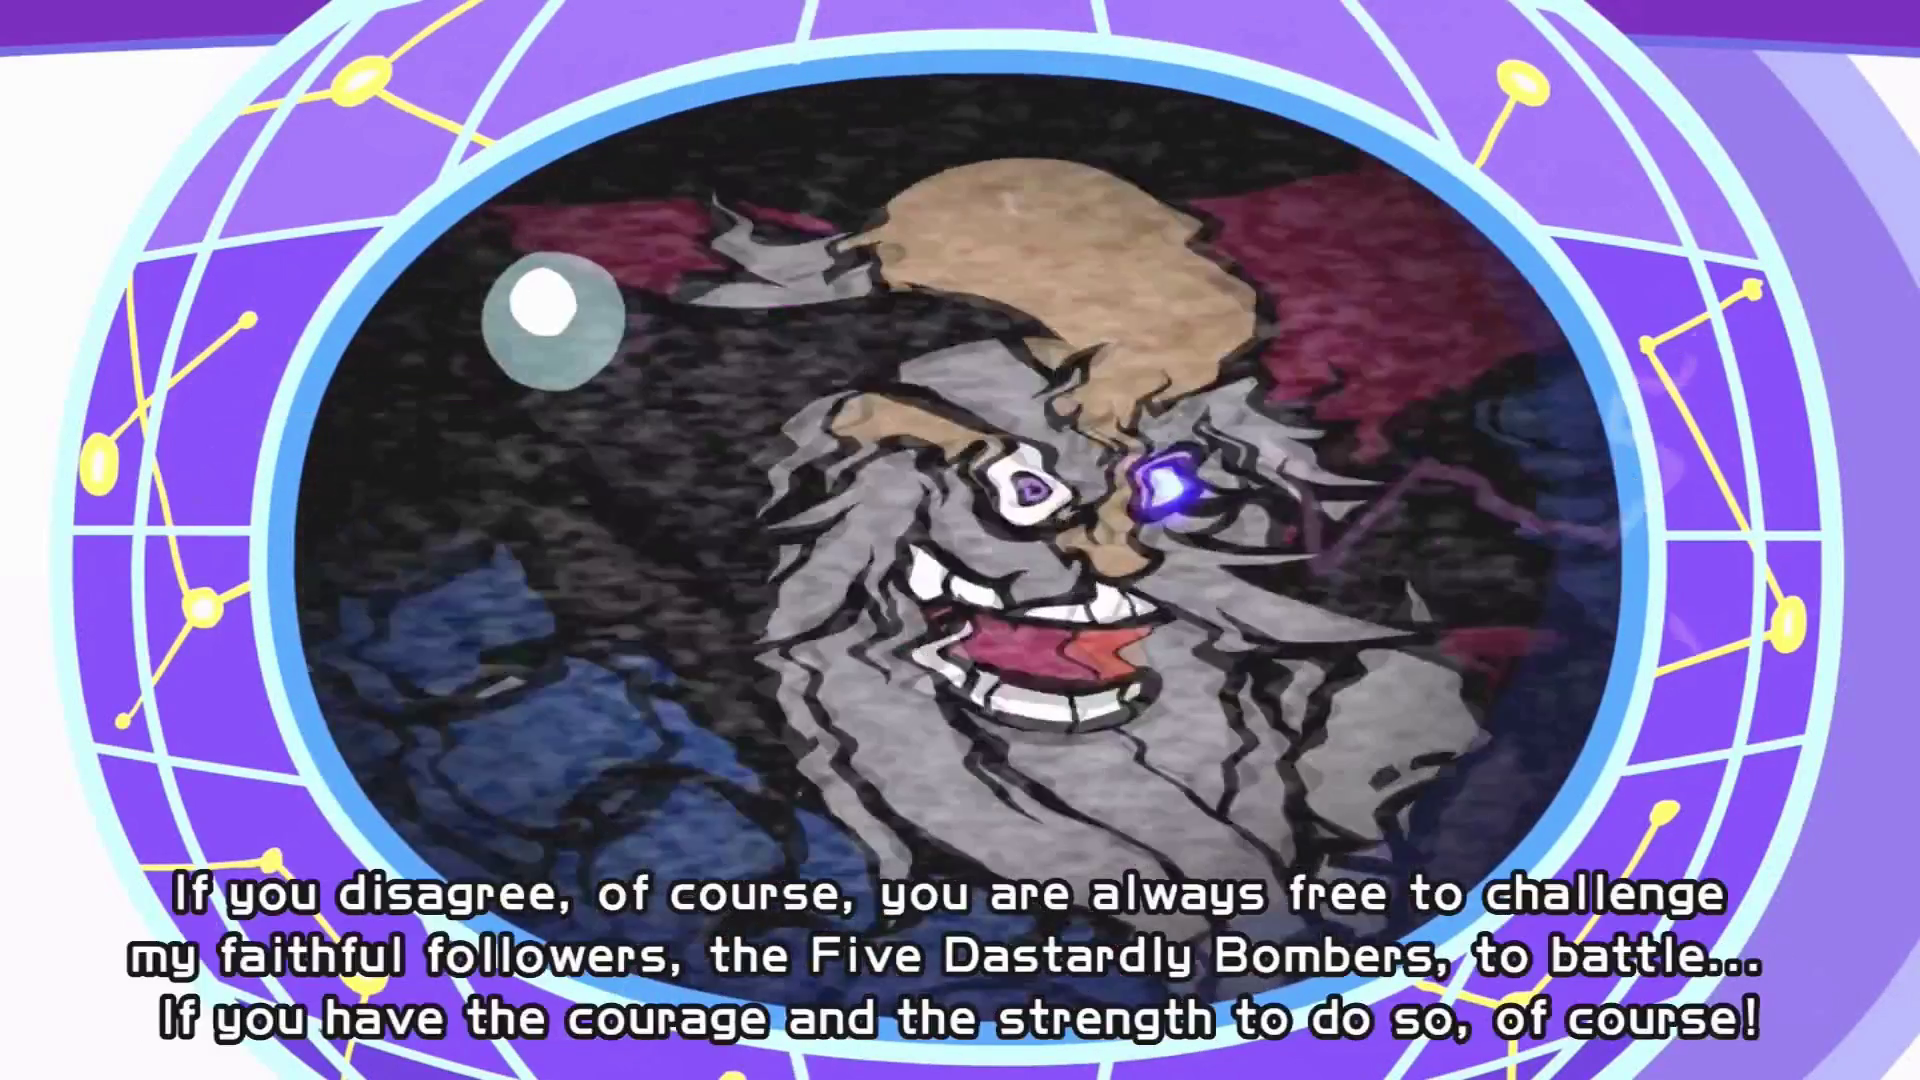 If you disagree, of course, you are always free to challenge
my faithful followers, the Five Dastardly Bombers, to battle...
If you have the courage and the strength to do so, of course!